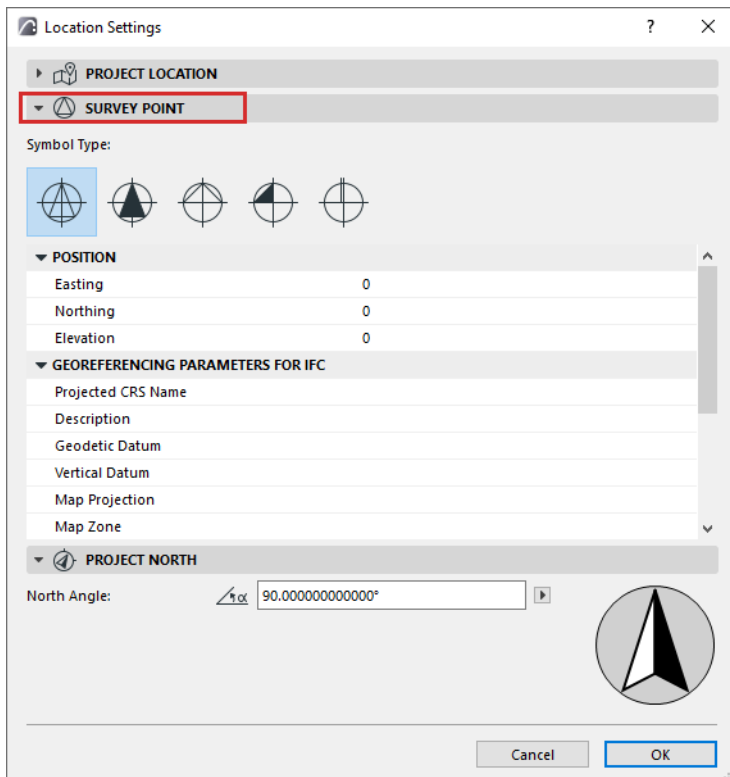 Location Settings
?
PROJECT LOCATION
SURVEY POINT
Symbol Type:
POSITION
Easting 0
Northing 0
Elevation 0
GEOREFERENCING PARAMETERS FOR IFC
Projected CRS Name
Description
Geodetic Datum
Vertical Datum
Map Projection
Map Zone
PROJECT NORTH
North Angle: α 90.000000000000°
Cancel OK